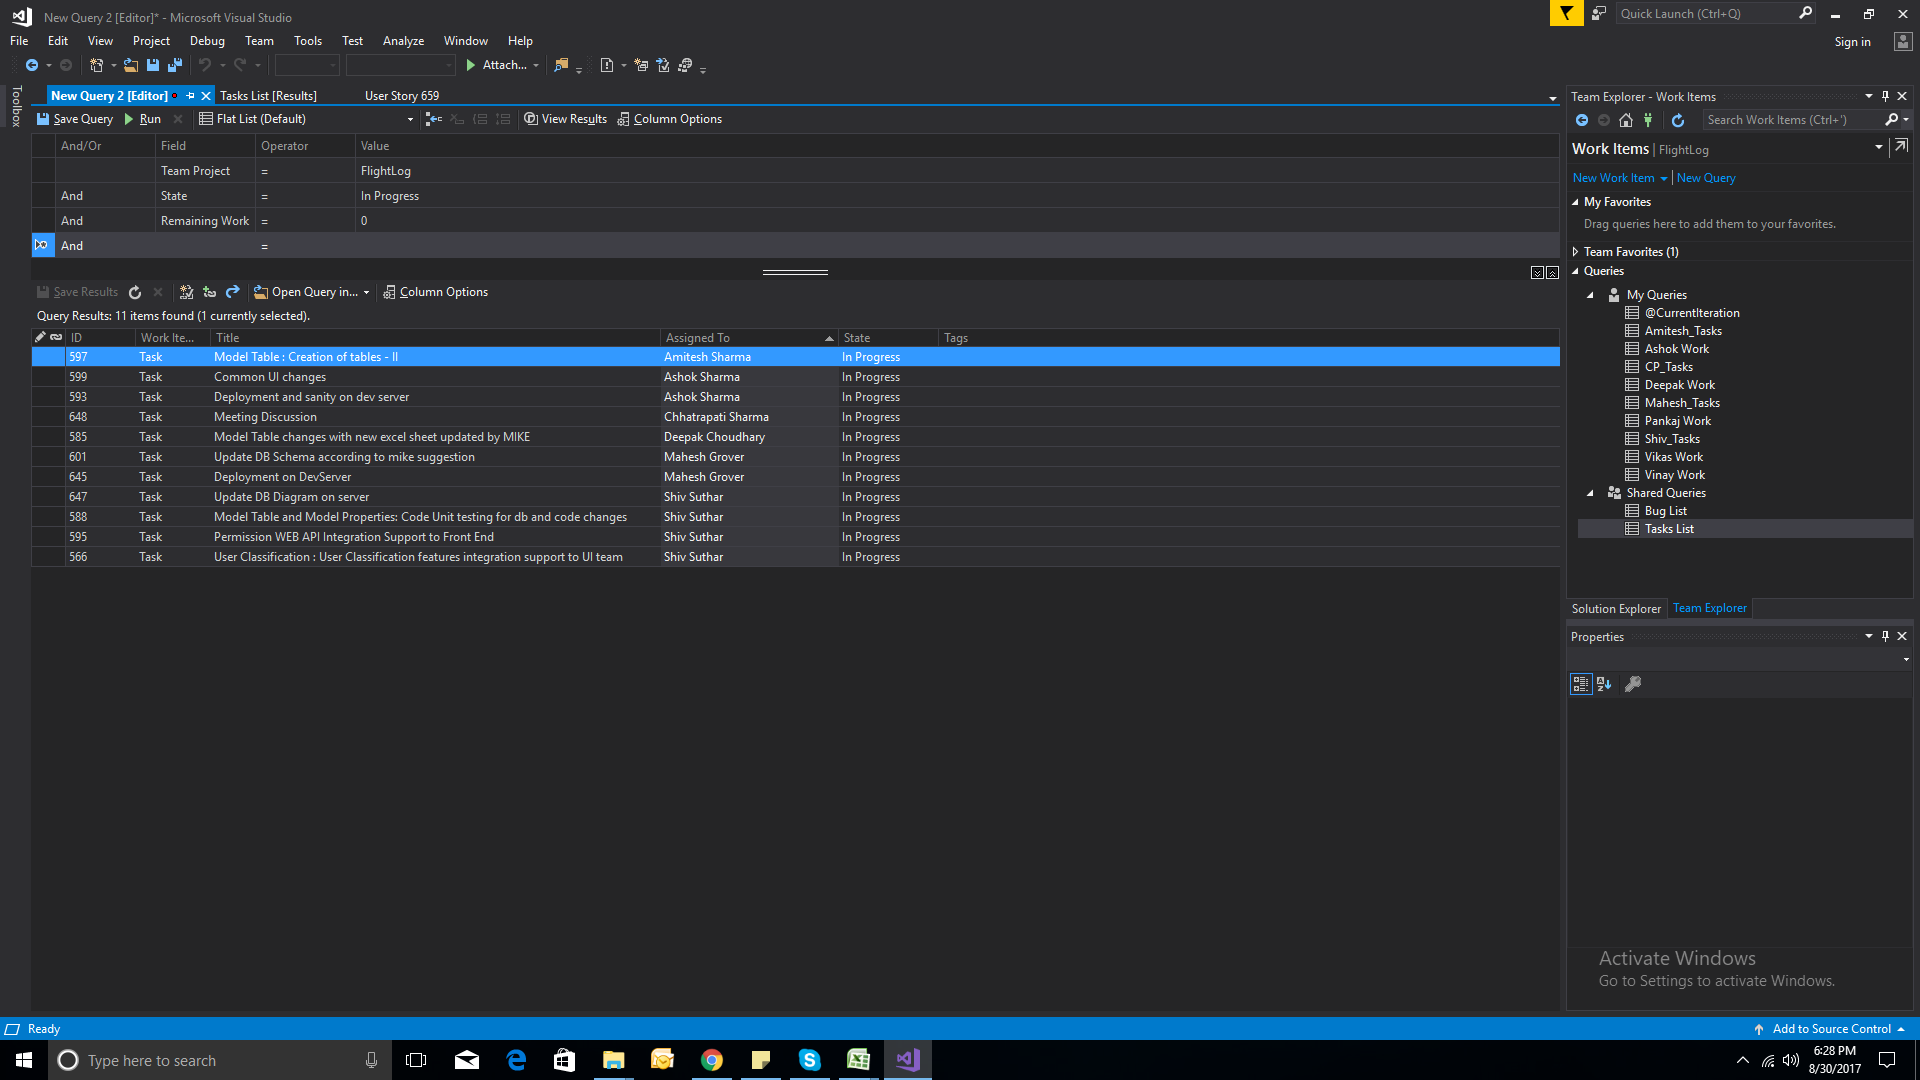 New Query 2 [Editor]* - Microsoft Visual Studio
Quick Launch (Ctrl+Q)
File Edit View Project Debug Team Tools Test Analyze Window Help
Sign in
Attach...
Toolbox
New Query 2 [Editor] Tasks List [Results] User Story 659
Save Query Run Flat List (Default) View Results Column Options
And/Or Field Operator Value
Team Project = FlightLog
And State = In Progress
And Remaining Work = 0
And =
Save Results Open Query in... Column Options
Query Results: 11 items found (1 currently selected).
ID Work Ite... Title Assigned To State Tags
597 Task Model Table : Creation of tables - II Amitesh Sharma In Progress
599 Task Common UI changes Ashok Sharma In Progress
593 Task Deployment and sanity on dev server Ashok Sharma In Progress
648 Task Meeting Discussion Chhatrapati Sharma In Progress
585 Task Model Table changes with new excel sheet updated by MIKE Deepak Choudhary In Progress
601 Task Update DB Schema according to mike suggestion Mahesh Grover In Progress
645 Task Deployment on DevServer Mahesh Grover In Progress
647 Task Update DB Diagram on server Shiv Suthar In Progress
588 Task Model Table and Model Properties: Code Unit testing for db and code changes Shiv Suthar In Progress
595 Task Permission WEB API Integration Support to Front End Shiv Suthar In Progress
566 Task User Classification : User Classification features integration support to UI team Shiv Suthar In Progress
Team Explorer - Work Items
Search Work Items (Ctrl+')
Work Items | FlightLog
New Work Item New Query
My Favorites
Drag queries here to add them to your favorites.
Team Favorites (1)
Queries
My Queries
@CurrentIteration
Amitesh_Tasks
Ashok Work
CP_Tasks
Deepak Work
Mahesh_Tasks
Pankaj Work
Shiv_Tasks
Vikas Work
Vinay Work
Shared Queries
Bug List
Tasks List
Solution Explorer Team Explorer
Properties
Activate Windows
Go to Settings to activate Windows.
Ready
Add to Source Control
Type here to search
6:28 PM
8/30/2017